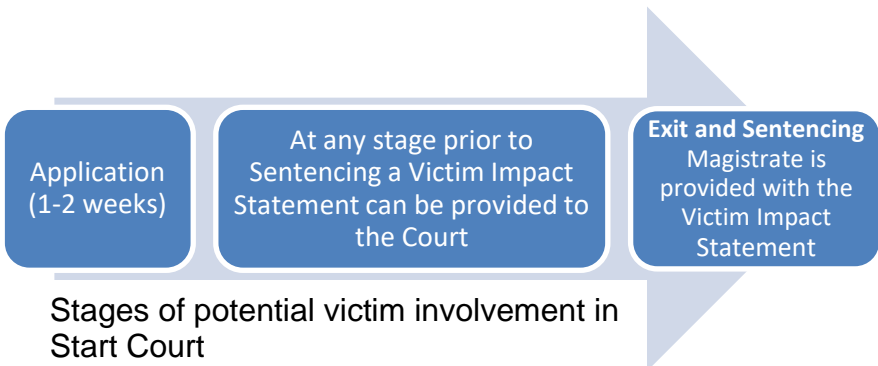 Application
(1-2 weeks)
At any stage prior to
Sentencing a Victim Impact
Statement can be provided to
the Court
Exit and Sentencing
Magistrate is
provided with the
Victim Impact
Statement
Stages of potential victim involvement in
Start Court